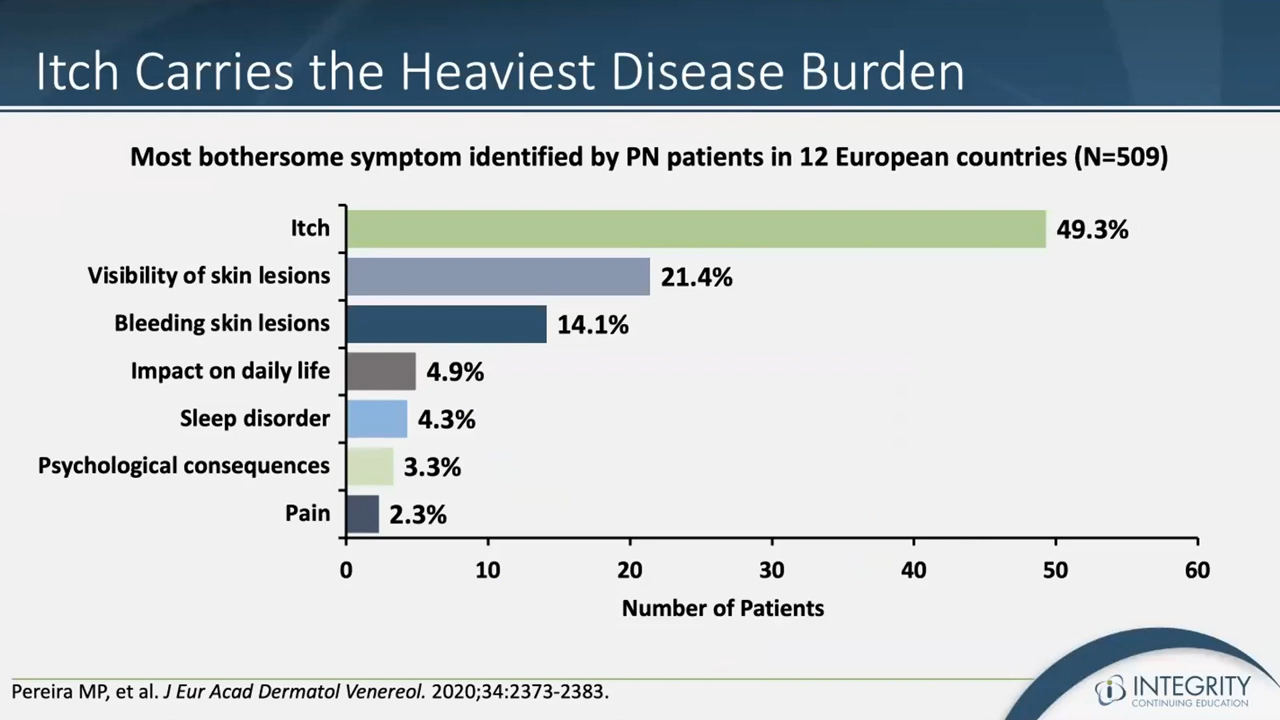 Itch Carries the Heaviest Disease Burden
Most bothersome symptom identified by PN patients in 12 European countries (N=509)
Itch 49.3%
Visibility of skin lesions 21.4%
Bleeding skin lesions 14.1%
Impact on daily life 4.9%
Sleep disorder 4.3%
Psychological consequences 3.3%
Pain 2.3%
0 10 20 30 40 50 60
Number of Patients
Pereira MP, et al. J Eur Acad Dermatol Venereol. 2020;34:2373-2383.
INTEGRITY
CONTINUING EDUCATION